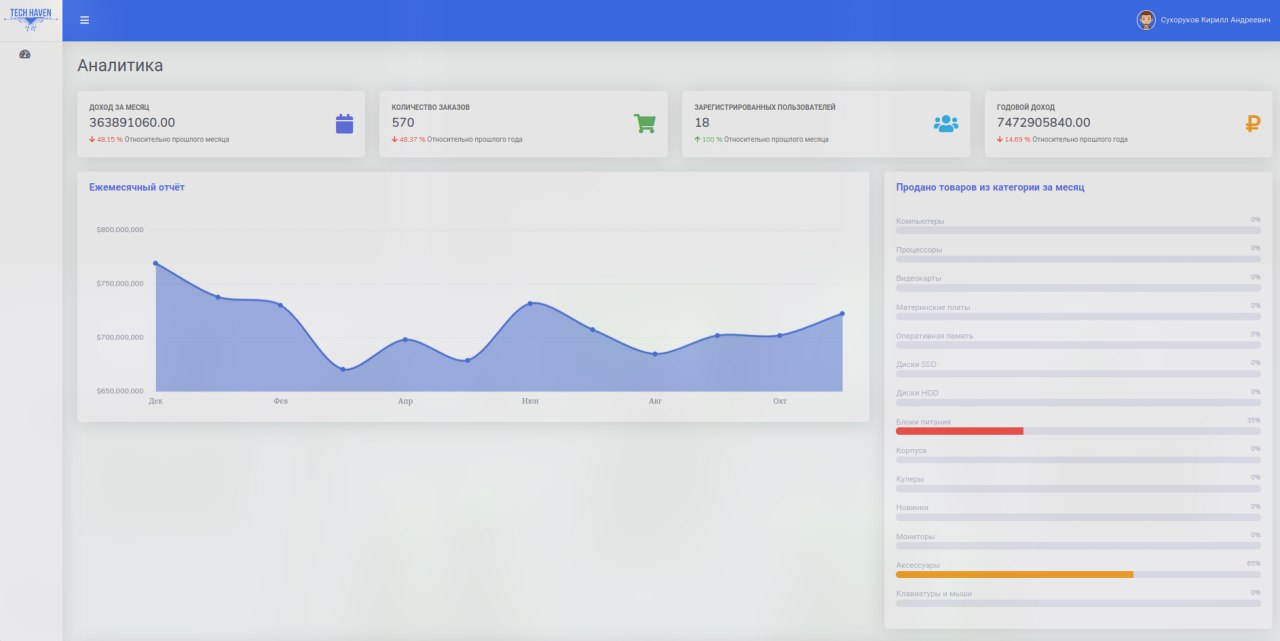 TECH HAVEN
Сухоруков Кирилл Андреевич
Аналитика
ДОХОД ЗА МЕСЯЦ
363891060.00
48.15 % Относительно прошлого месяца
КОЛИЧЕСТВО ЗАКАЗОВ
570
48.37 % Относительно прошлого года
ЗАРЕГИСТРИРОВАННЫХ ПОЛЬЗОВАТЕЛЕЙ
18
100 % Относительно прошлого месяца
ГОДОВОЙ ДОХОД
7472905840.00
14.69 % Относительно прошлого года
Ежемесячный отчёт
$800,000,000
$750,000,000
$700,000,000
$650,000,000
Дек Фев Апр Июн Авг Окт
Продано товаров из категории за месяц
Компьютеры 0%
Процессоры 0%
Видеокарты 0%
Материнские платы 0%
Оперативная память 0%
Диски SSD 0%
Диски HDD 0%
Блоки питания 35%
Корпуса 0%
Кулеры 0%
Новинки 0%
Мониторы 0%
Аксессуары 65%
Клавиатуры и мыши 0%